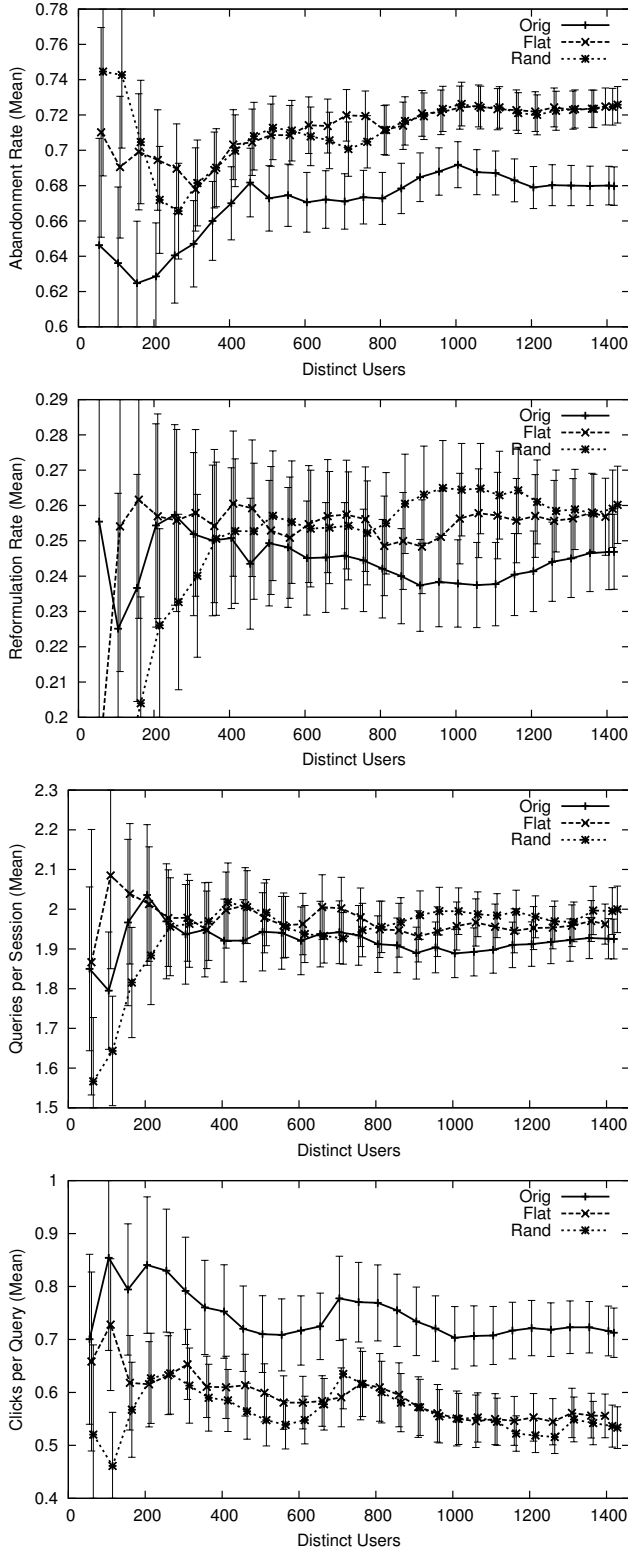 Abandonment Rate (Mean)
0.78
0.76
0.74
0.72
0.7
0.68
0.66
0.64
0.62
0.6
Orig
Flat
Rand
0 200 400 600 800 1000 1200 1400
Distinct Users
Reformulation Rate (Mean)
0.29
0.28
0.27
0.26
0.25
0.24
0.23
0.22
0.21
0.2
Orig
Flat
Rand
0 200 400 600 800 1000 1200 1400
Distinct Users
Queries per Session (Mean)
2.3
2.2
2.1
2
1.9
1.8
1.7
1.6
1.5
Orig
Flat
Rand
0 200 400 600 800 1000 1200 1400
Distinct Users
Clicks per Query (Mean)
1
0.9
0.8
0.7
0.6
0.5
0.4
Orig
Flat
Rand
0 200 400 600 800 1000 1200 1400
Distinct Users